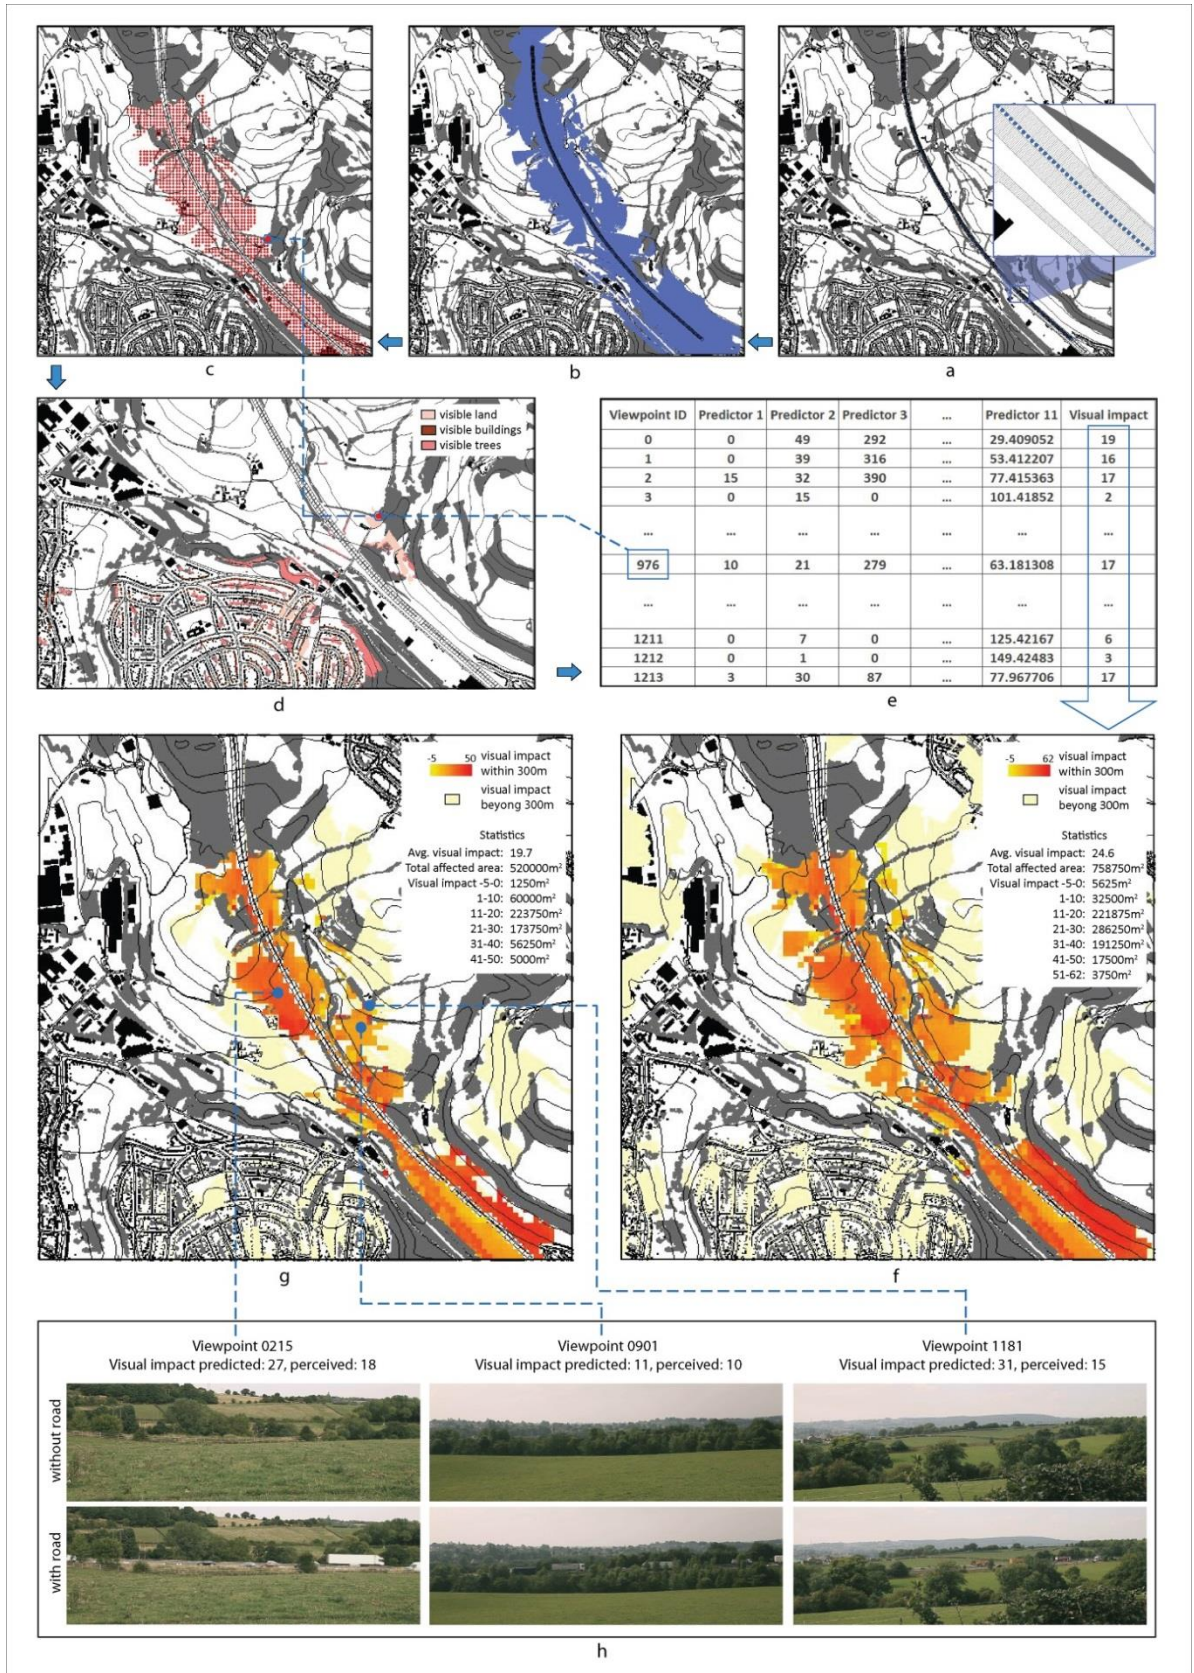 c
b
a
visible land
visible buildings
visible trees
d
Viewpoint ID Predictor 1 Predictor 2 Predictor 3 ... Predictor 11 Visual impact
0 0 49 292 ... 29.409052 19
1 0 39 316 ... 53.412207 16
2 15 32 390 ... 77.415363 17
3 0 15 0 ... 101.41852 2
... ... ... ... ... ... ...
976 10 21 279 ... 63.181308 17
... ... ... ... ... ... ...
1211 0 7 0 ... 125.42167 6
1212 0 1 0 ... 149.42483 3
1213 3 30 87 ... 77.967706 17
e
-5 50 visual impact
within 300m
visual impact
beyong 300m
Statistics
Avg. visual impact: 19.7
Total affected area: 520000m²
Visual impact -5-0: 1250m²
1-10: 60000m²
11-20: 223750m²
21-30: 173750m²
31-40: 56250m²
41-50: 5000m²
g
-5 62 visual impact
within 300m
visual impact
beyong 300m
Statistics
Avg. visual impact: 24.6
Total affected area: 758750m²
Visual impact -5-0: 5625m²
1-10: 32500m²
11-20: 221875m²
21-30: 286250m²
31-40: 191250m²
41-50: 17500m²
51-62: 3750m²
f
Viewpoint 0215
Visual impact predicted: 27, perceived: 18
Viewpoint 0901
Visual impact predicted: 11, perceived: 10
Viewpoint 1181
Visual impact predicted: 31, perceived: 15
without road
with road
h